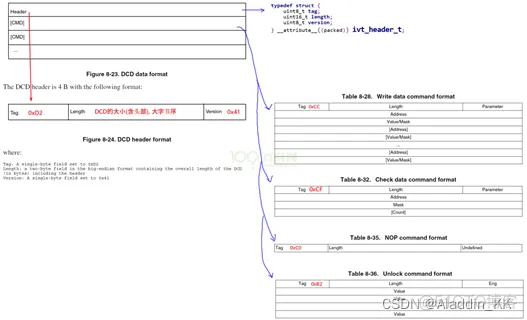 Header
[CMD]
[CMD]
...
Figure 8-23. DCD data format
The DCD header is 4 B with the following format:
Tag 0xD2 Length DCD的大小(含头部), 大字节序 Version 0x41
Figure 8-24. DCD header format
where:
Tag: A single-byte field set to 0xD2
Length: a two-byte field in the big-endian format containing the overall length of the DCD
(in bytes) including the header
Version: A single-byte field set to 0x41
typedef struct {
uint8_t tag;
uint16_t length;
uint8_t version;
} __attribute__((packed)) ivt_header_t;
Table 8-28. Write data command format
Tag 0xCC Length Parameter
Address
Value/Mask
[Address]
[Value/Mask]
...
[Address]
[Value/Mask]
Table 8-32. Check data command format
Tag 0xCF Length Parameter
Address
Mask
[Count]
Table 8-35. NOP command format
Tag 0xC0 Length Undefined
Table 8-36. Unlock command format
Tag 0xB2 Length Eng
Value
Value
Value
CSDN @Aladdin_KK